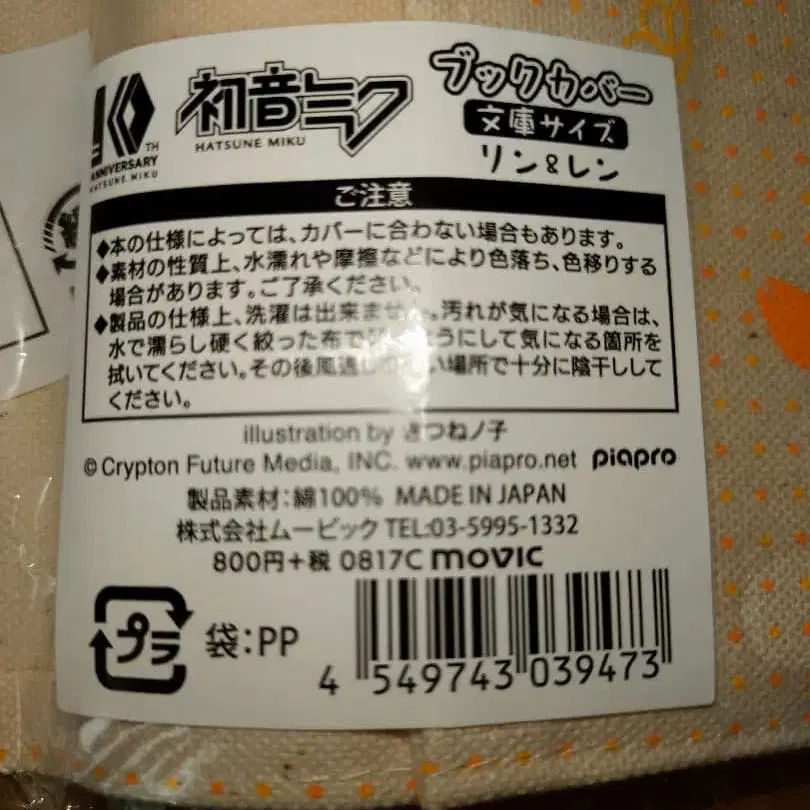 10TH
ANNIVERSARY
HATSUNE MIKU
初音ミク
HATSUNE MIKU
ブックカバー
文庫サイズ
リン&レン
ご注意
◆本の仕様によっては、カバーに合わない場合もあります。
◆素材の性質上、水濡れや摩擦などにより色落ち、色移りする
場合があります。ご了承ください。
◆製品の仕様上、洗濯は出来ません。汚れが気になる場合は、
水で濡らし硬く絞った布で ようにして気になる箇所を
拭いてください。その後風通しの 場所で十分に陰干しして
ください。
illustration by きつねノ子
© Crypton Future Media, INC. www.piapro.net piapro
製品素材:綿100% MADE IN JAPAN
株式会社ムービック TEL:03-5995-1332
800円+税 0817C movic
プラ
袋:PP
4 549743 039473